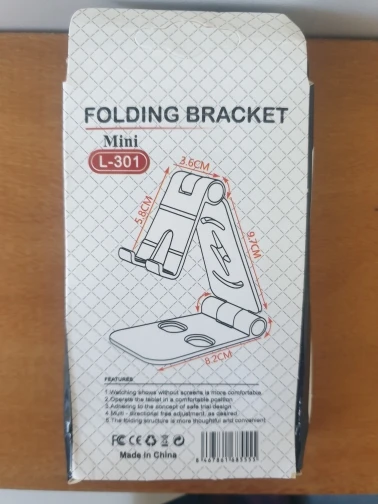 FOLDING BRACKET
Mini
L-301
3.6CM
5.8CM
9.7CM
8.2CM
FEATURES
1.Watching shows without screens is more comfortable.
2.Operate the tablet in a comfortable position.
3.Adhering to the concept of safe trial design
4.Multi - directional free adjustment, as desired
5.The folding structure is more thoughtful and convenient
FC CE
Made in China